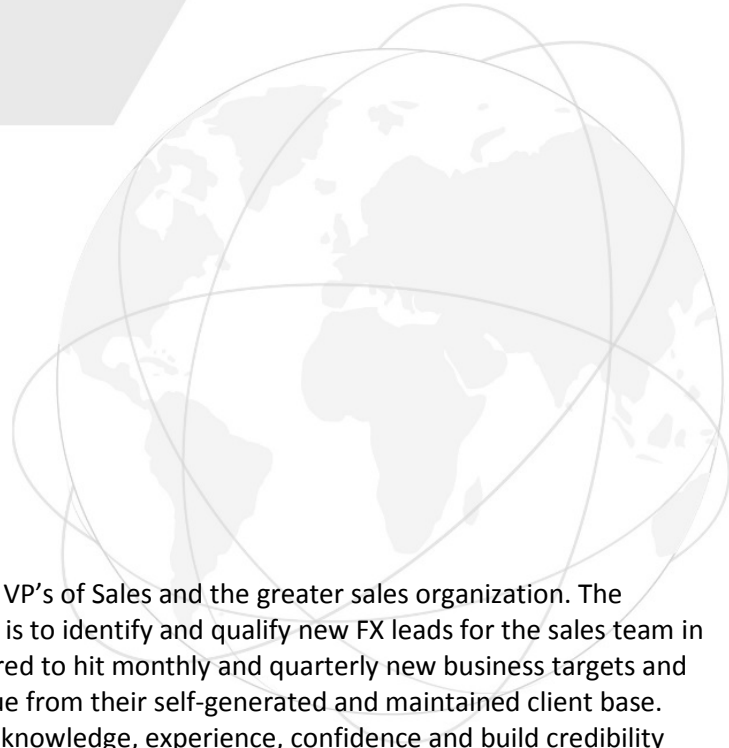 VP's of Sales and the greater sales organization. The
is to identify and qualify new FX leads for the sales team in
red to hit monthly and quarterly new business targets and
ue from their self-generated and maintained client base.
knowledge, experience, confidence and build credibility